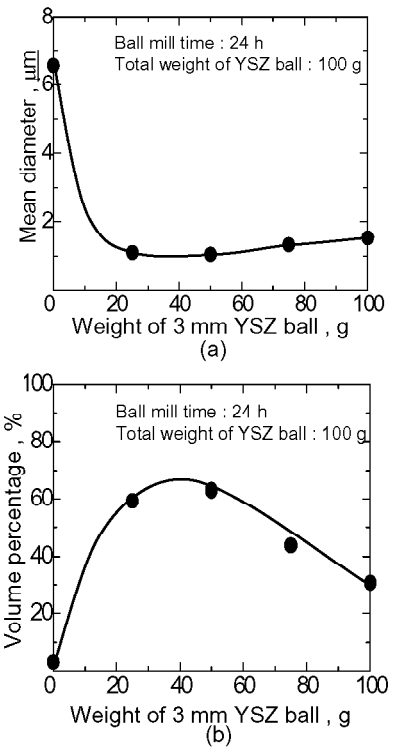 8
Ball mill time : 24 h
Total weight of YSZ ball : 100 g
6
4
2
Mean diameter , μm
0 20 40 60 80 100
Weight of 3 mm YSZ ball , g
(a)
100
Ball mill time : 24 h
Total weight of YSZ ball : 100 g
80
60
40
20
Volume percentage , %
0 20 40 60 80 100
Weight of 3 mm YSZ ball , g
(b)